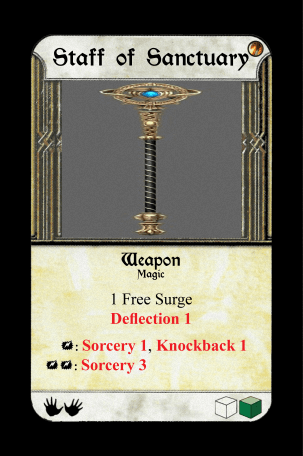 Staff of Sanctuary
Weapon
Magic
1 Free Surge
Deflection 1
: Sorcery 1, Knockback 1
: Sorcery 3